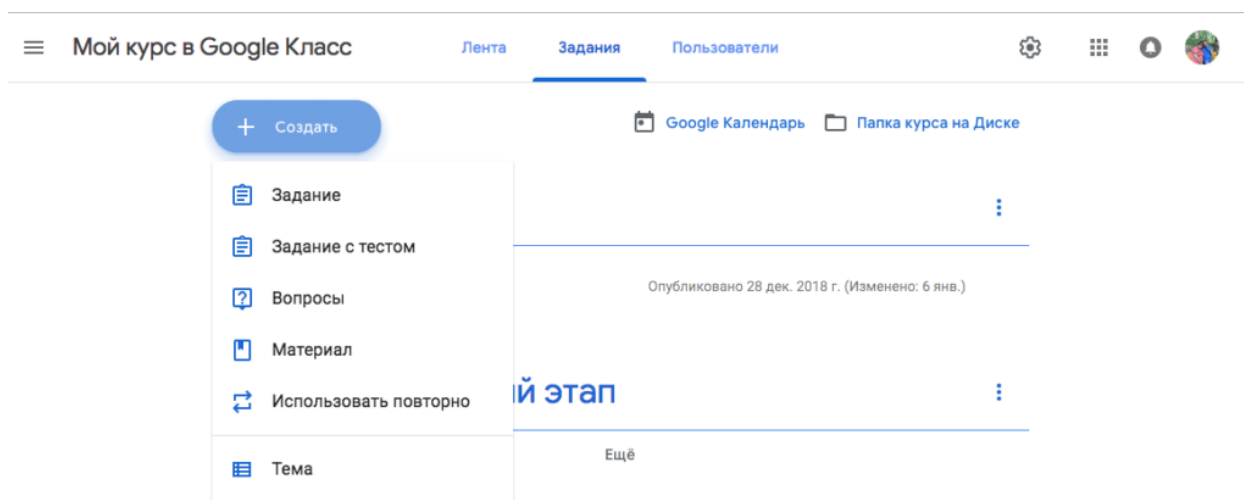 Мой курс в Google Класс Лента Задания Пользователи
+ Создать Google Календарь Папка курса на Диске
Задание
Задание с тестом
Опубликовано 28 дек. 2018 г. (Изменено: 6 янв.)
Вопросы
Материал
й этап
Использовать повторно
Ещё
Тема